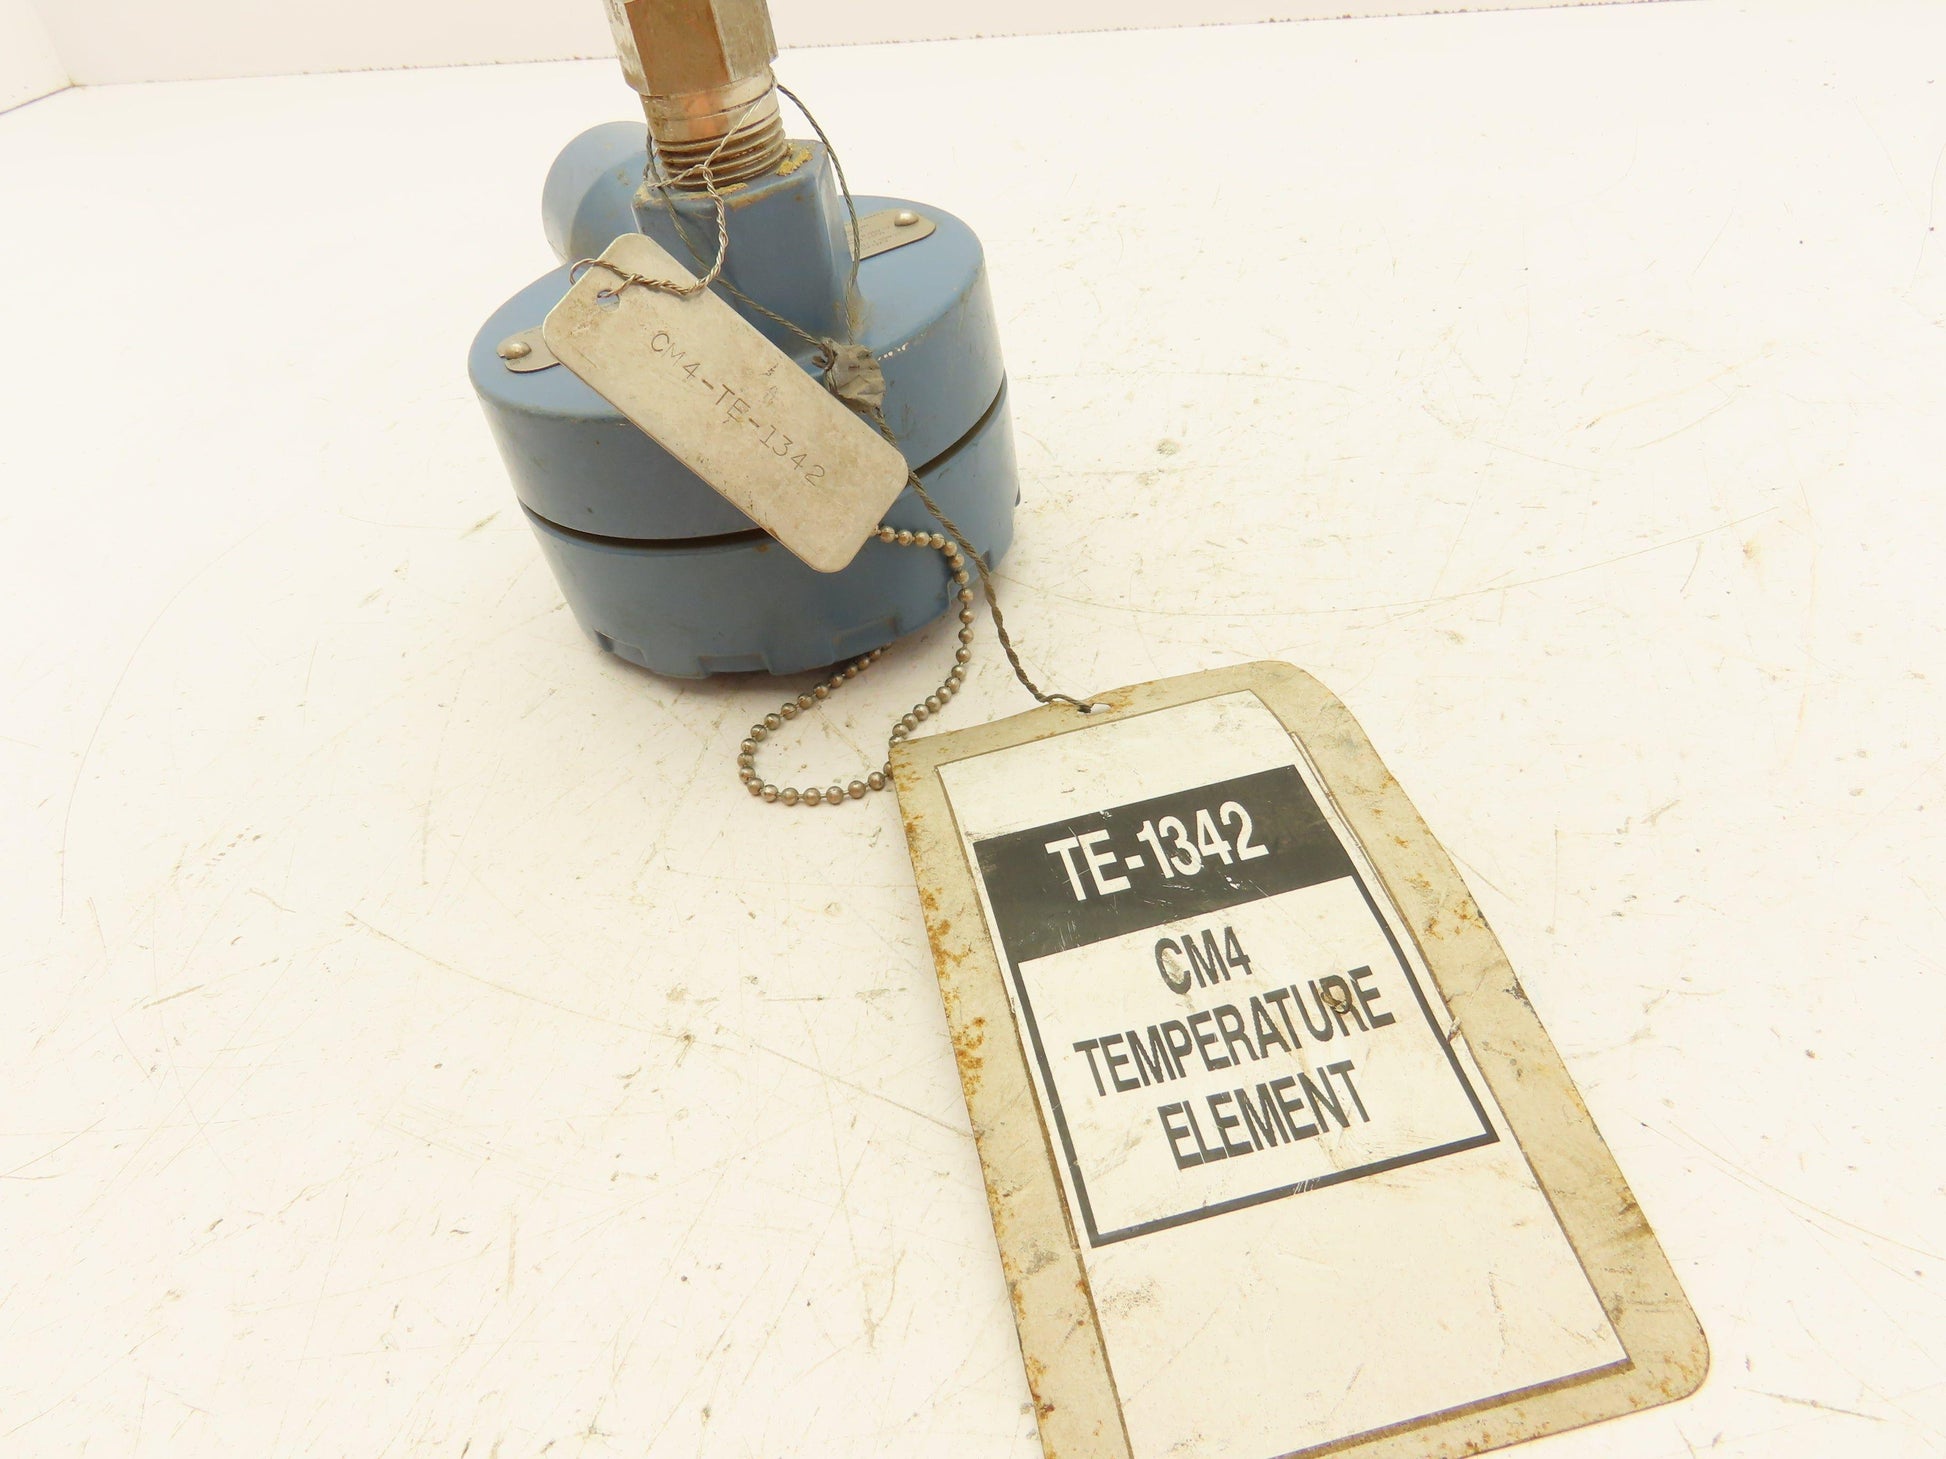 CM4-TE-1342
TE-1342
CM4
TEMPERATURE
ELEMENT